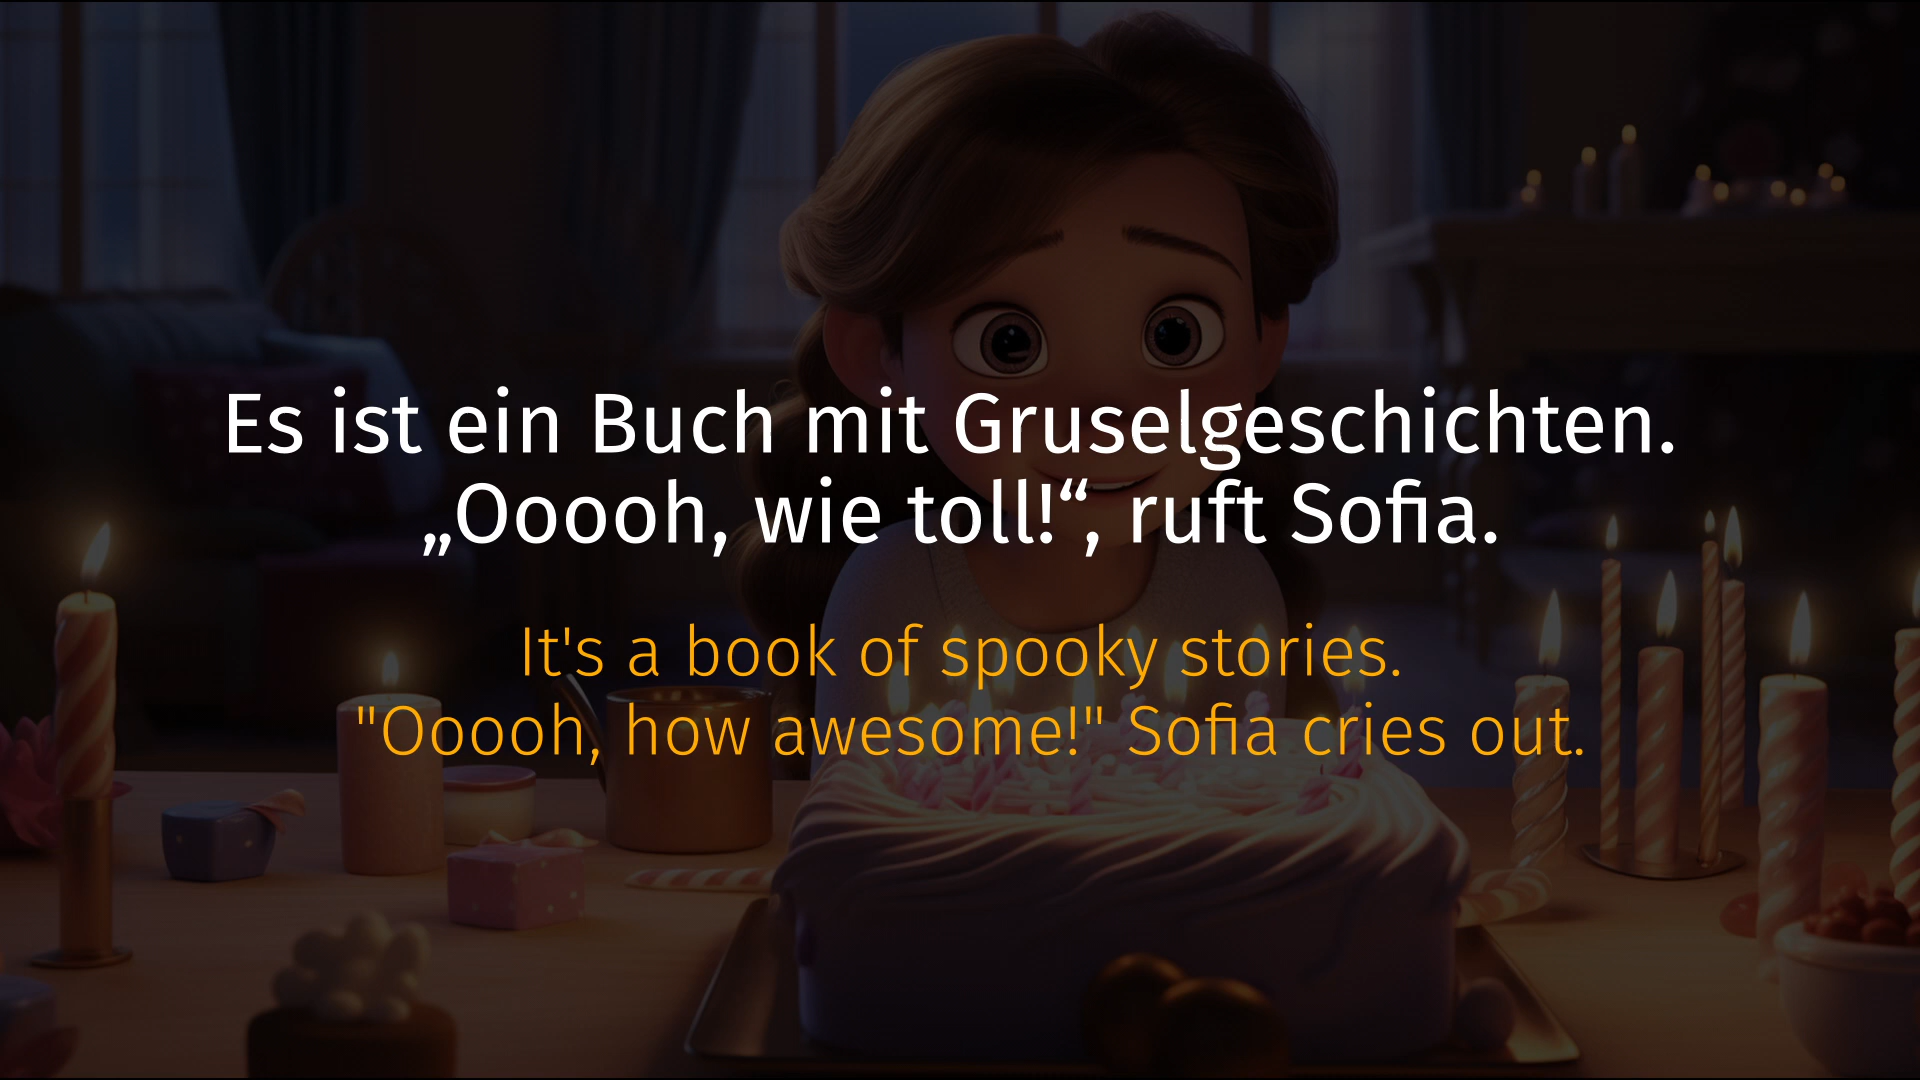 Es ist ein Buch mit Gruselgeschichten.
„Ooooh, wie toll!“, ruft Sofia.
It's a book of spooky stories.
"Ooooh, how awesome!" Sofia cries out.